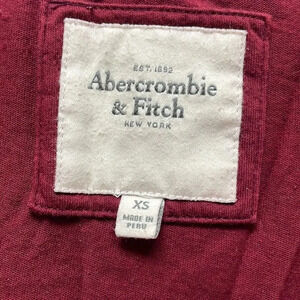 EST. 1892
Abercrombie
& Fitch
NEW YORK
XS
MADE IN
PERU